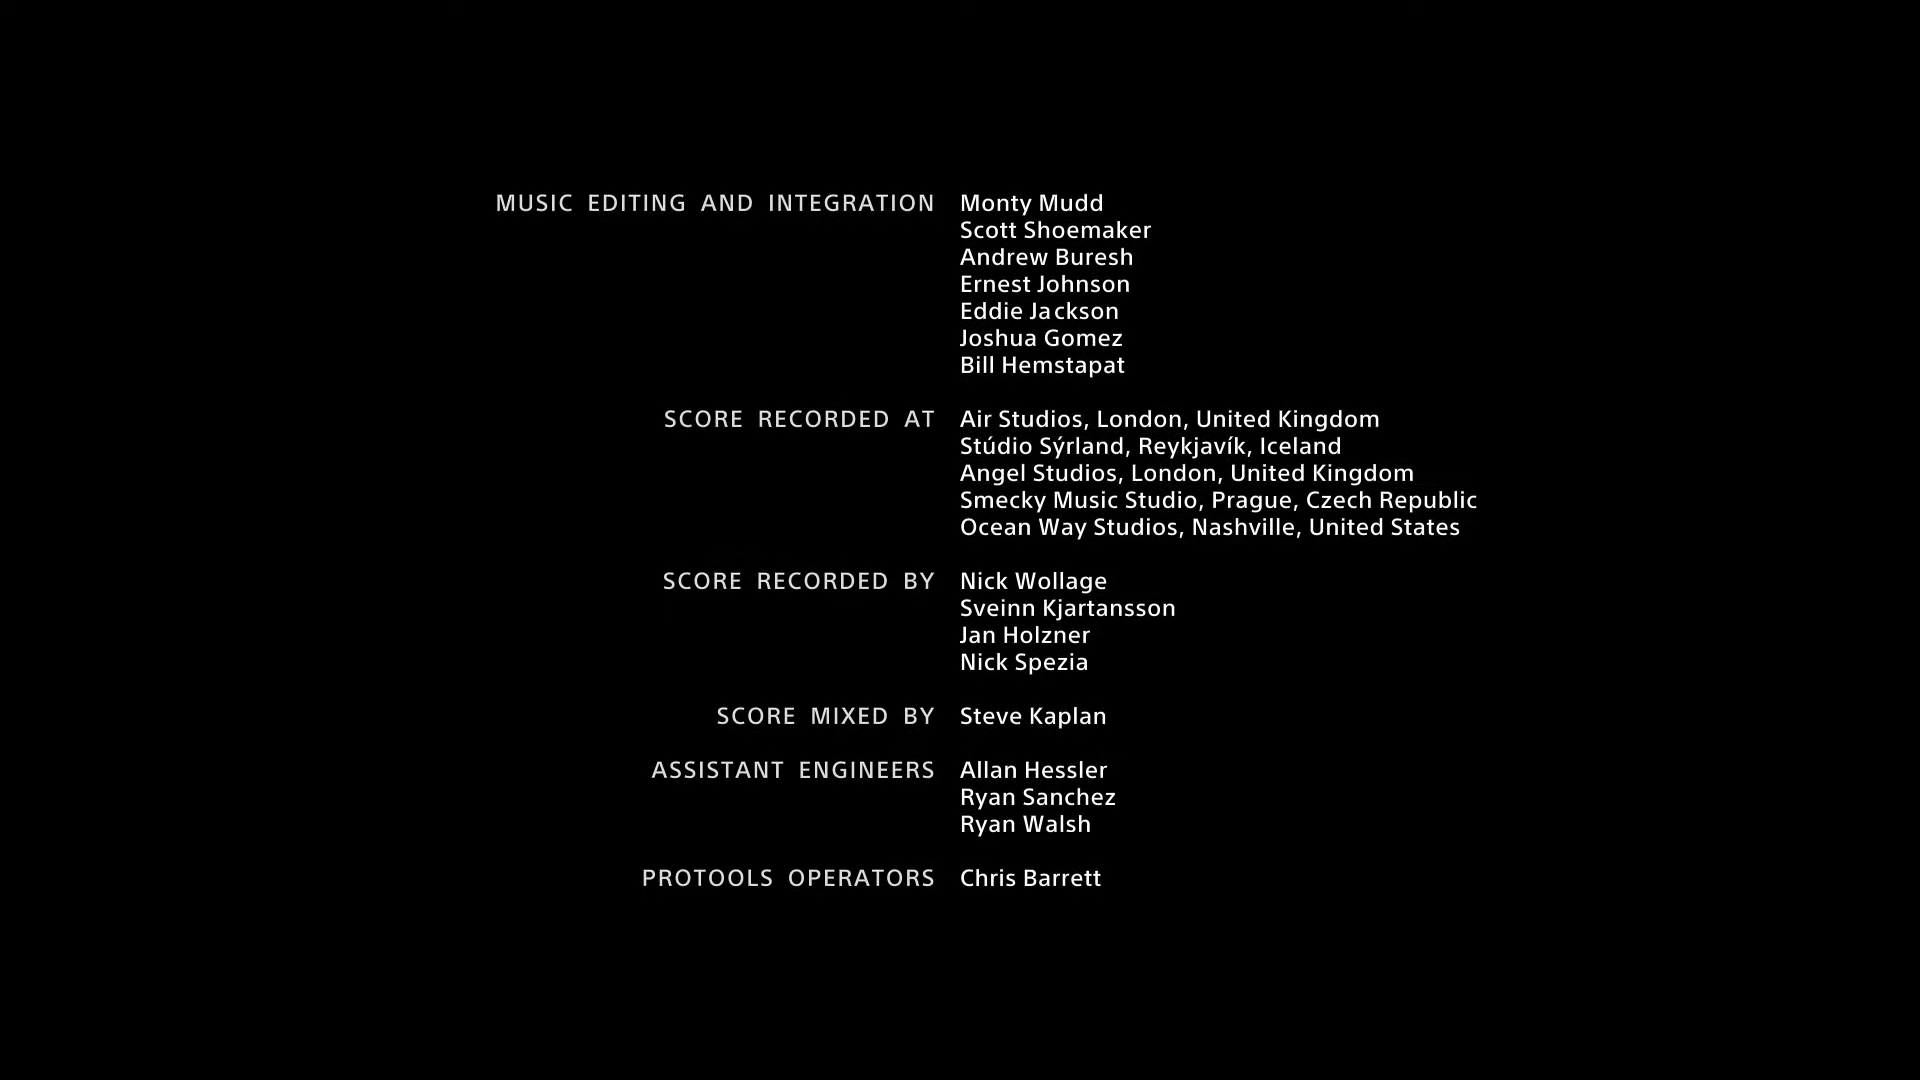 MUSIC EDITING AND INTEGRATION Monty Mudd
Scott Shoemaker
Andrew Buresh
Ernest Johnson
Eddie Jackson
Joshua Gomez
Bill Hemstapat
SCORE RECORDED AT Air Studios, London, United Kingdom
Stúdio Sýrland, Reykjavík, Iceland
Angel Studios, London, United Kingdom
Smecky Music Studio, Prague, Czech Republic
Ocean Way Studios, Nashville, United States
SCORE RECORDED BY Nick Wollage
Sveinn Kjartansson
Jan Holzner
Nick Spezia
SCORE MIXED BY Steve Kaplan
ASSISTANT ENGINEERS Allan Hessler
Ryan Sanchez
Ryan Walsh
PROTOOLS OPERATORS Chris Barrett